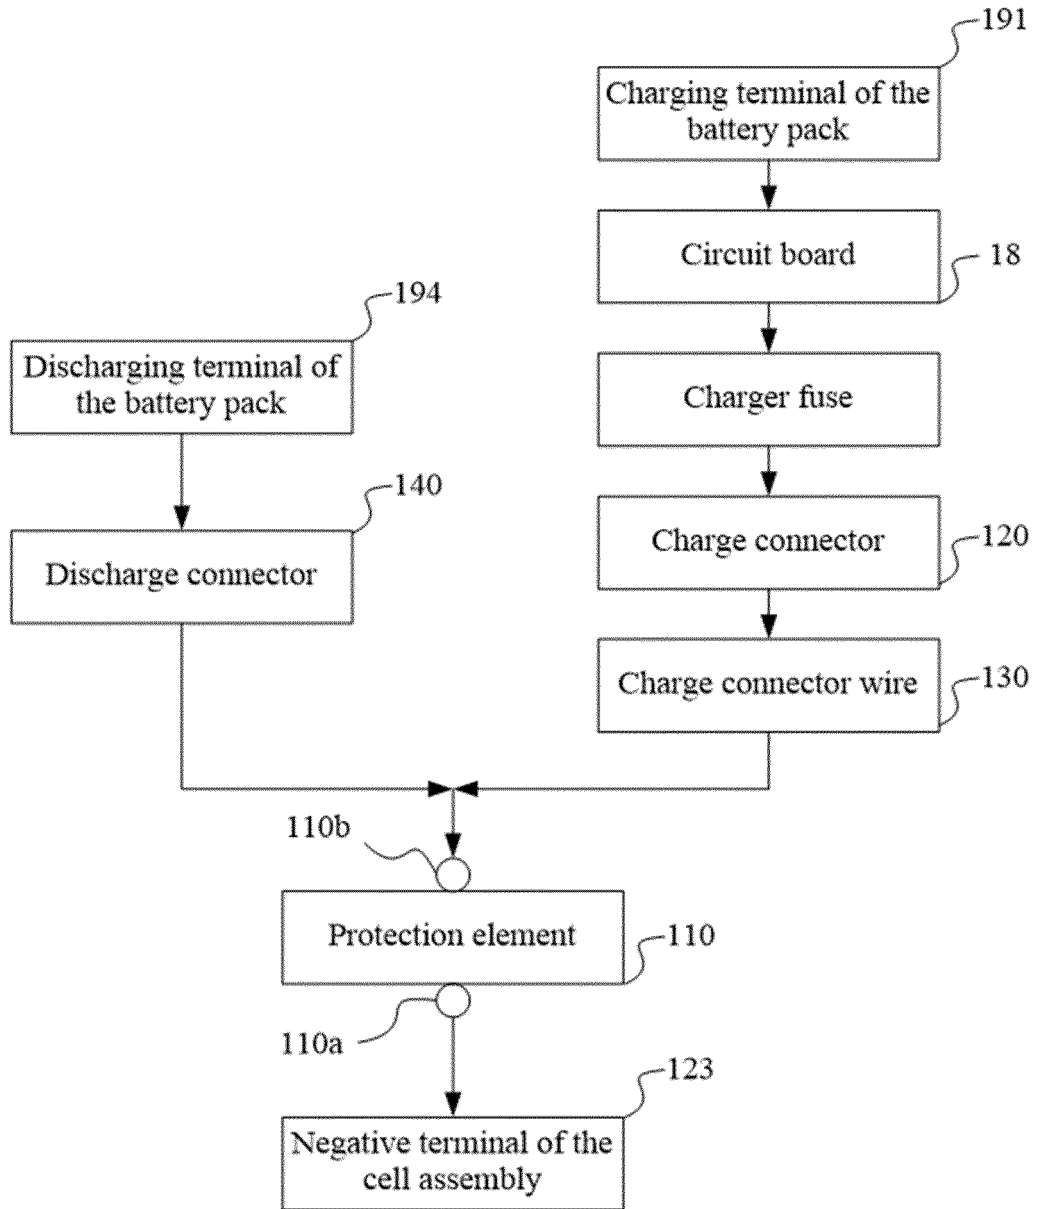 191
Charging terminal of the
battery pack
Circuit board
18
194
Discharging terminal of
the battery pack
Charger fuse
140
Discharge connector
Charge connector
120
Charge connector wire
130
110b
Protection element
110
110a
123
Negative terminal of the
cell assembly